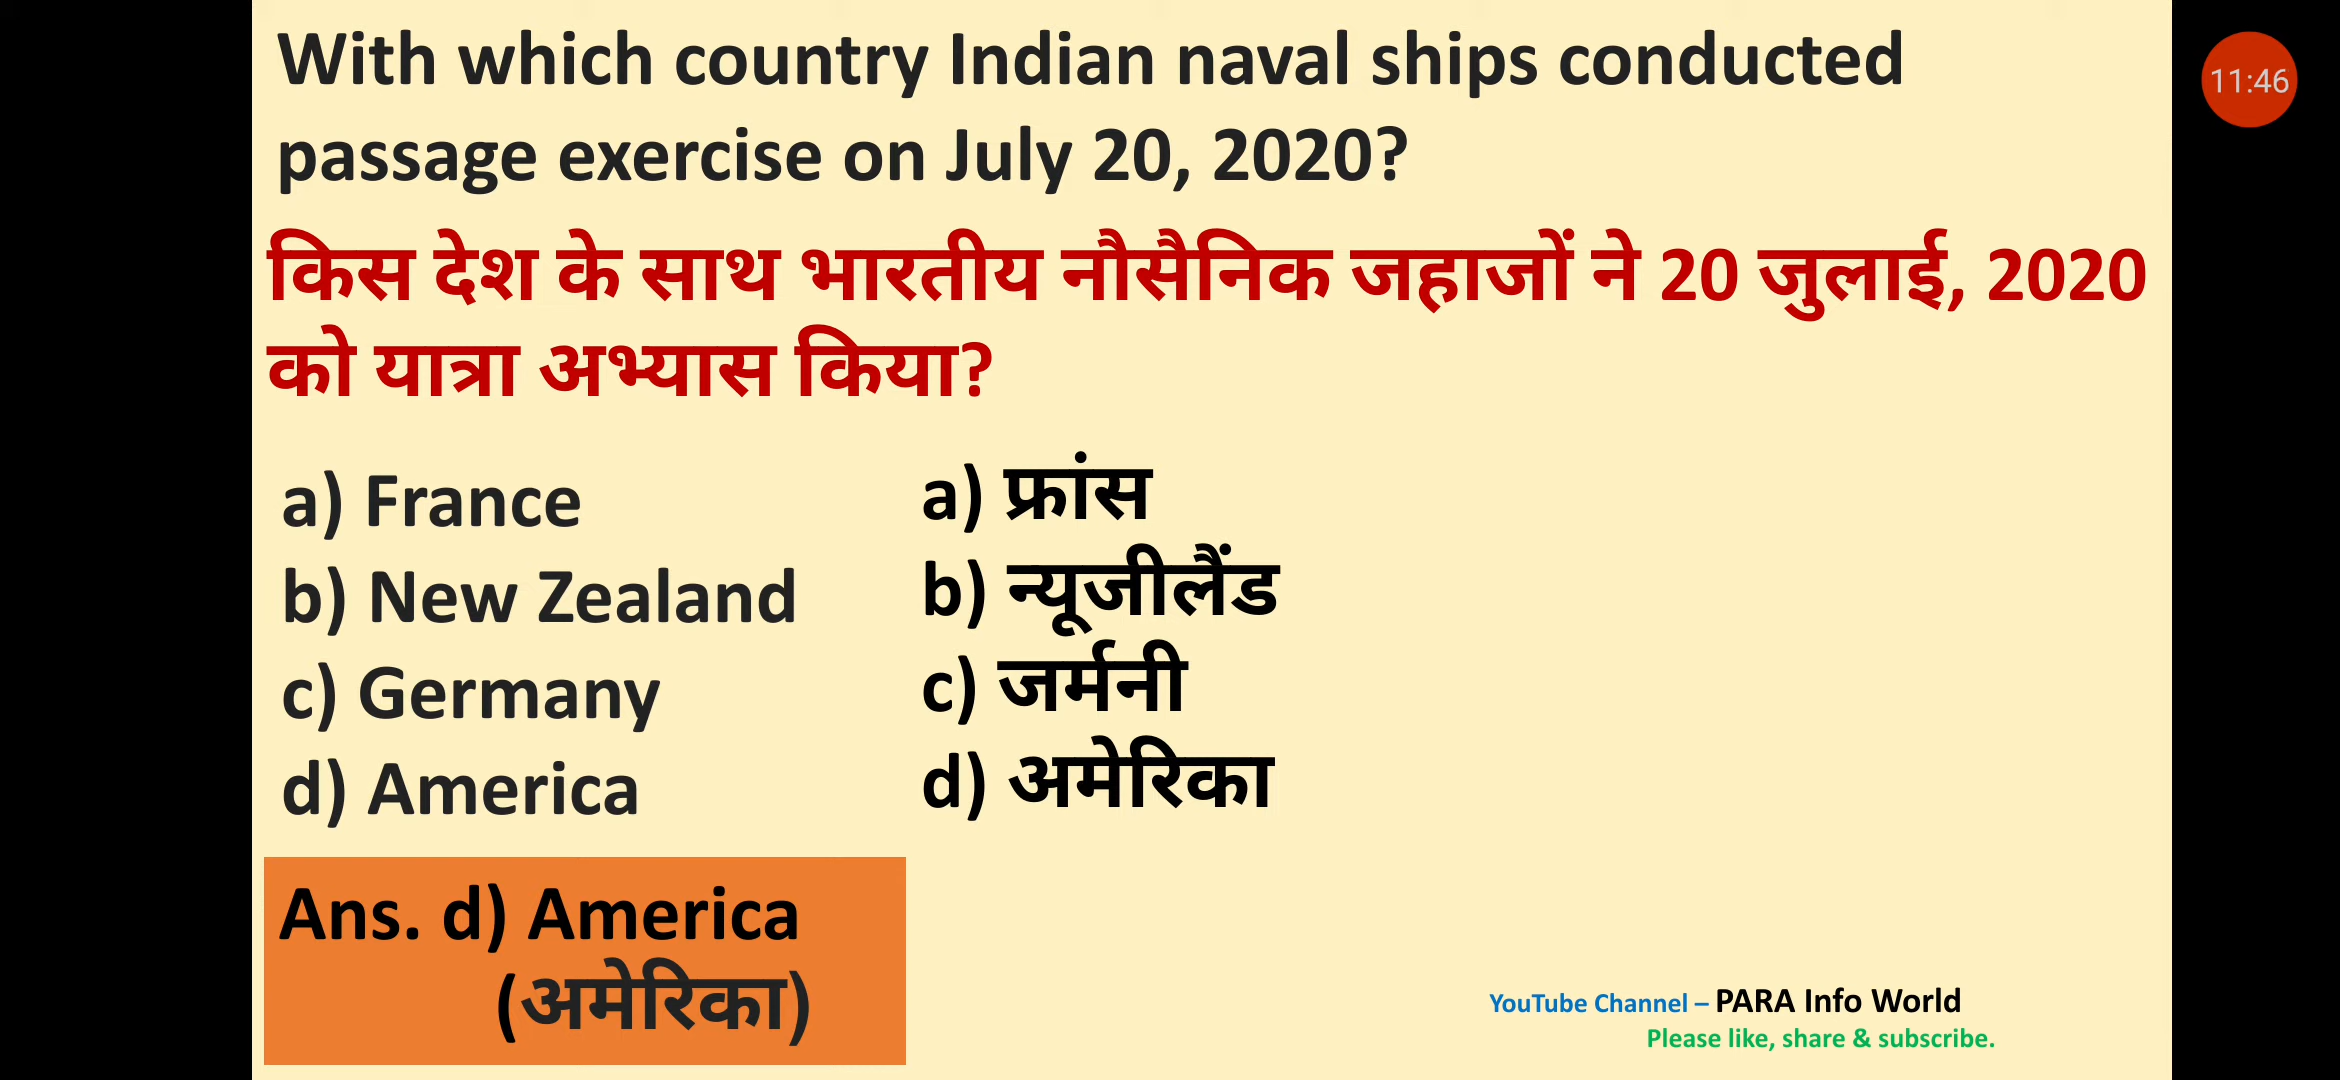 With which country Indian naval ships conducted
passage exercise on July 20, 2020?
किस देश के साथ भारतीय नौसैनिक जहाजों ने 20 जुलाई, 2020
को यात्रा अभ्यास किया?
a) France
b) New Zealand
c) Germany
d) America
a) फ्रांस
b) न्यूजीलैंड
c) जर्मनी
d) अमेरिका
Ans. d) America
(अमेरिका)
YouTube Channel – PARA Info World
Please like, share & subscribe.
11:46